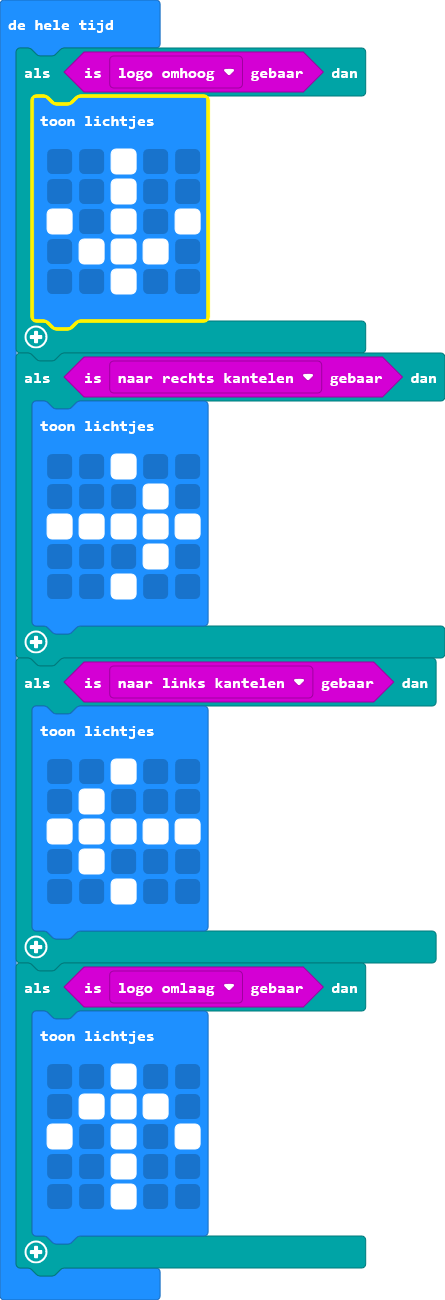 de hele tijd
als is logo omhoog gebaar dan
toon lichtjes
als is naar rechts kantelen gebaar dan
toon lichtjes
als is naar links kantelen gebaar dan
toon lichtjes
als is logo omlaag gebaar dan
toon lichtjes